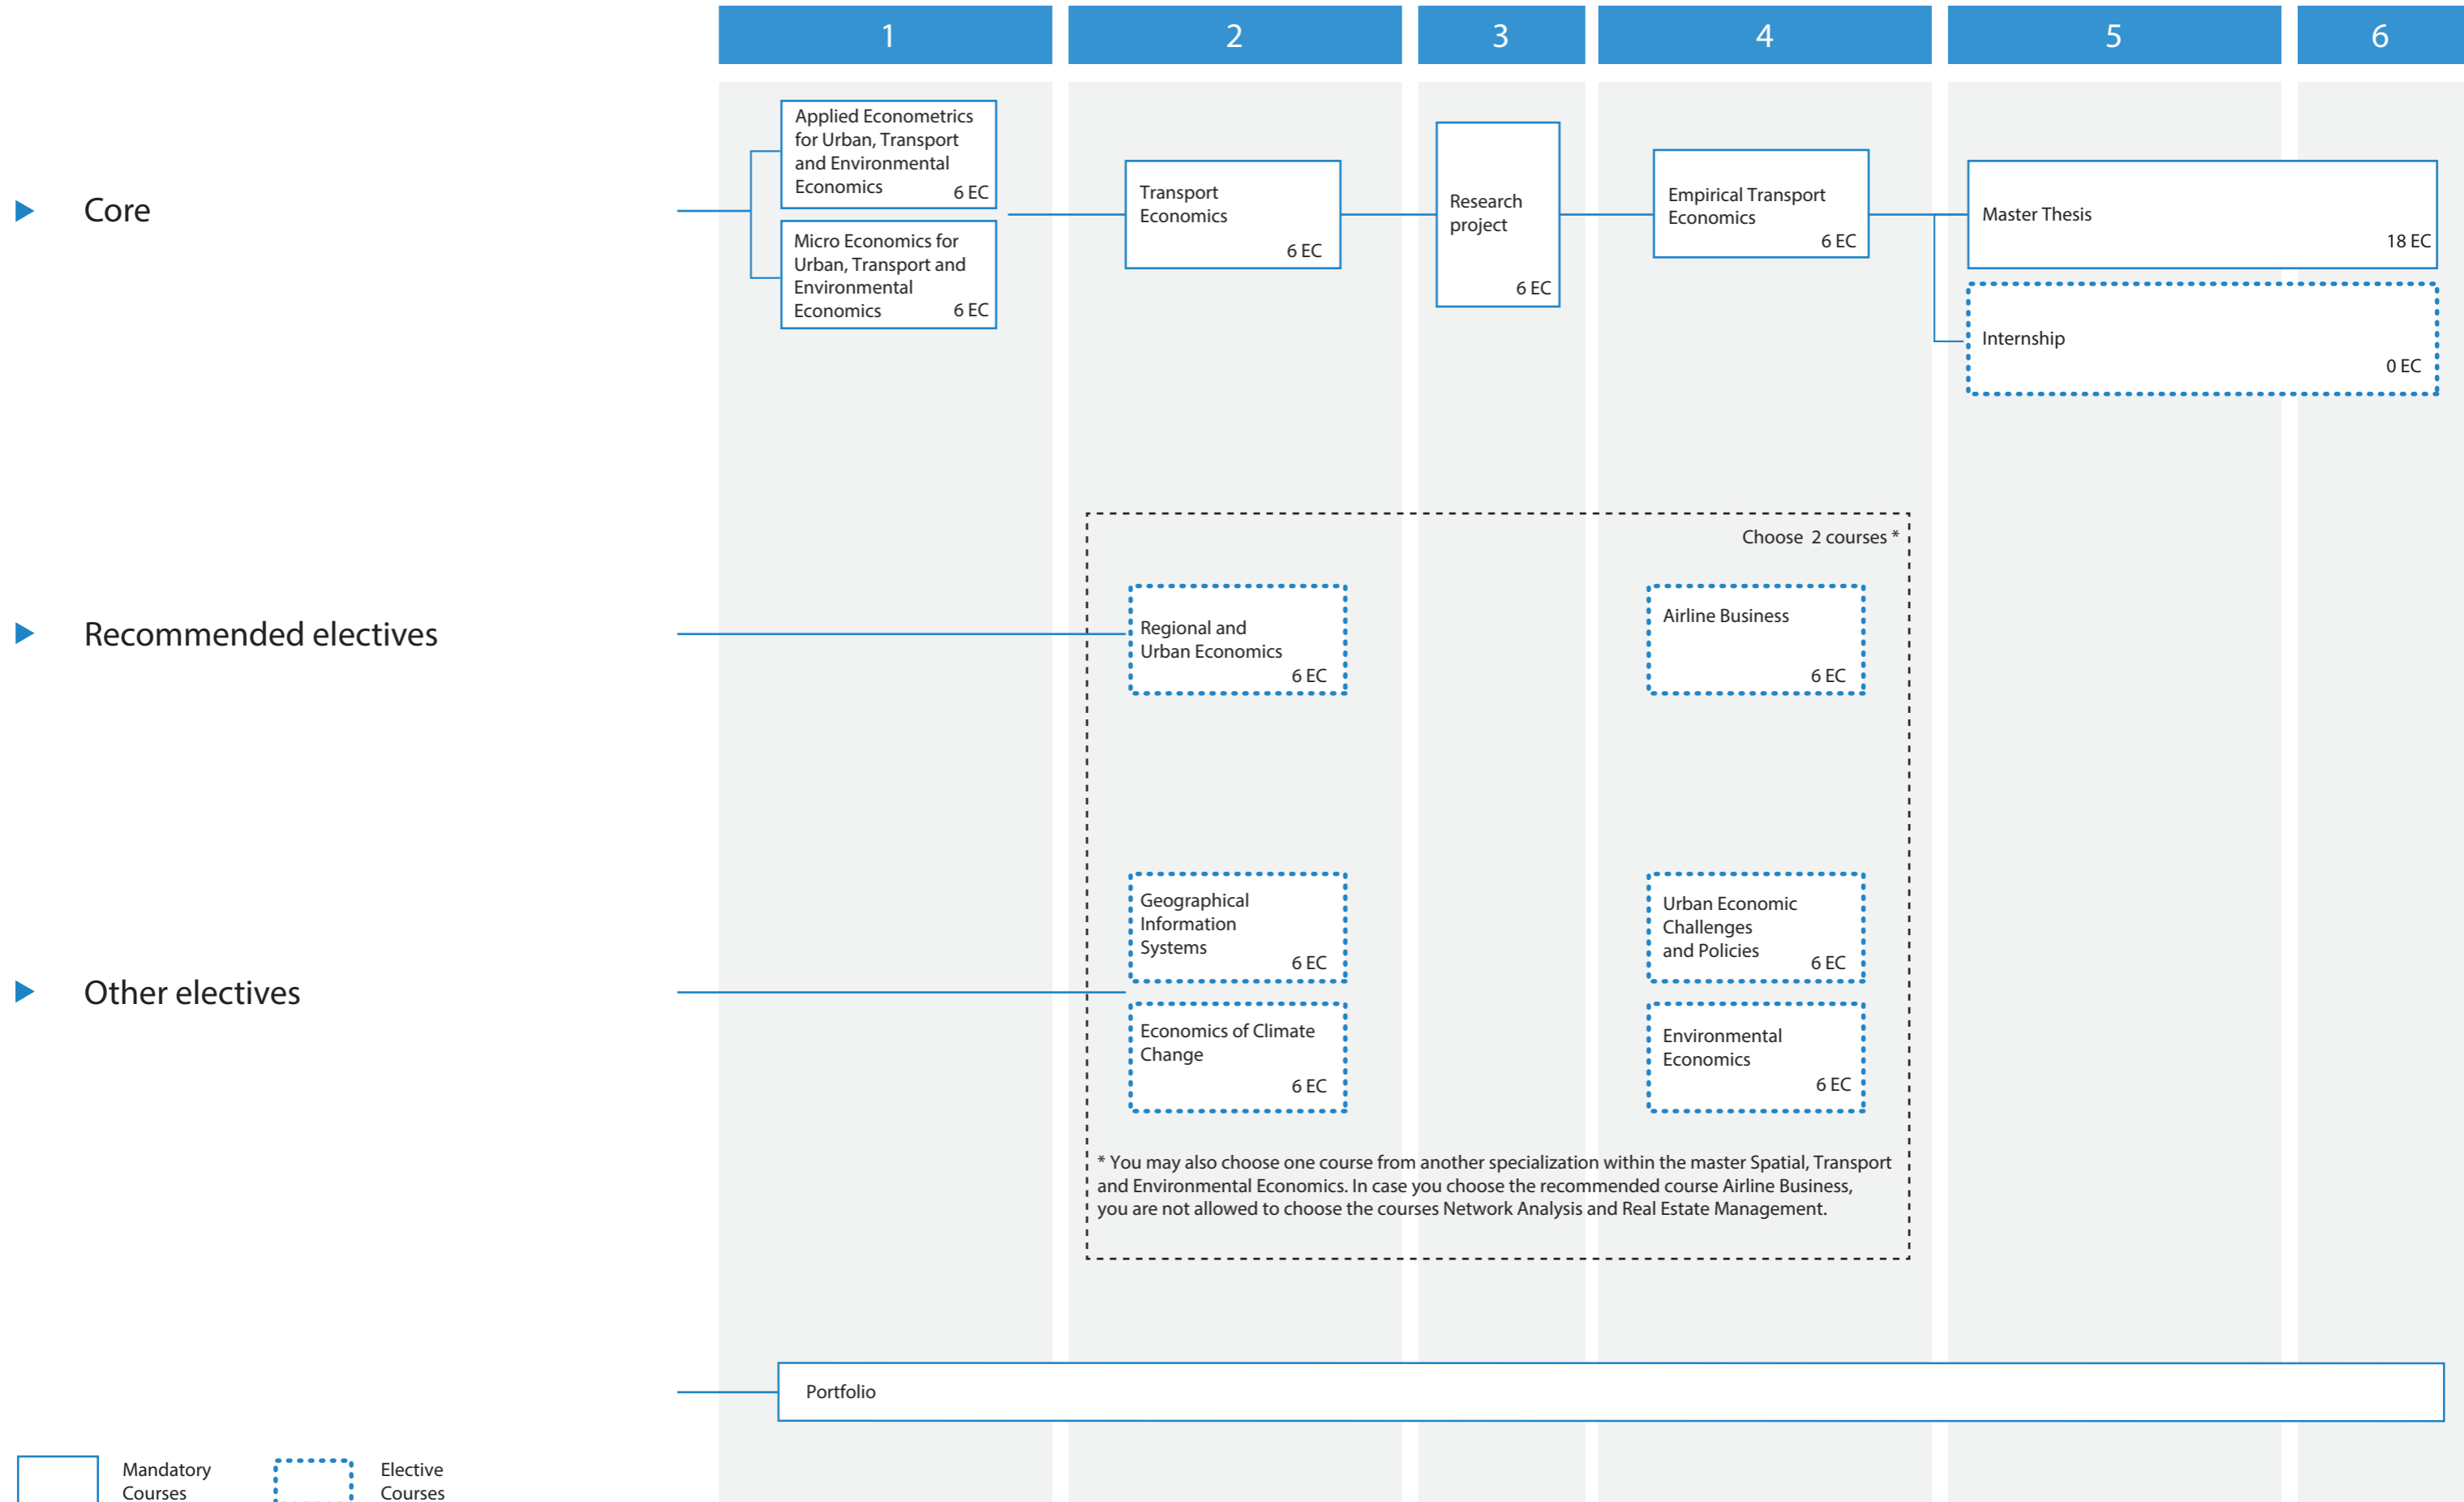 1 2 3 4 5 6
Core
Applied Econometrics
for Urban, Transport
and Environmental
Economics 6 EC
Micro Economics for
Urban, Transport and
Environmental
Economics 6 EC
Transport
Economics
6 EC
Research
project
6 EC
Empirical Transport
Economics
6 EC
Master Thesis
18 EC
Internship
0 EC
Choose 2 courses *
Recommended electives
Regional and
Urban Economics
6 EC
Airline Business
6 EC
Other electives
Geographical
Information
Systems
6 EC
Urban Economic
Challenges
and Policies
6 EC
Economics of Climate
Change
6 EC
Environmental
Economics
6 EC
* You may also choose one course from another specialization within the master Spatial, Transport
and Environmental Economics. In case you choose the recommended course Airline Business,
you are not allowed to choose the courses Network Analysis and Real Estate Management.
Portfolio
Mandatory
Courses
Elective
Courses